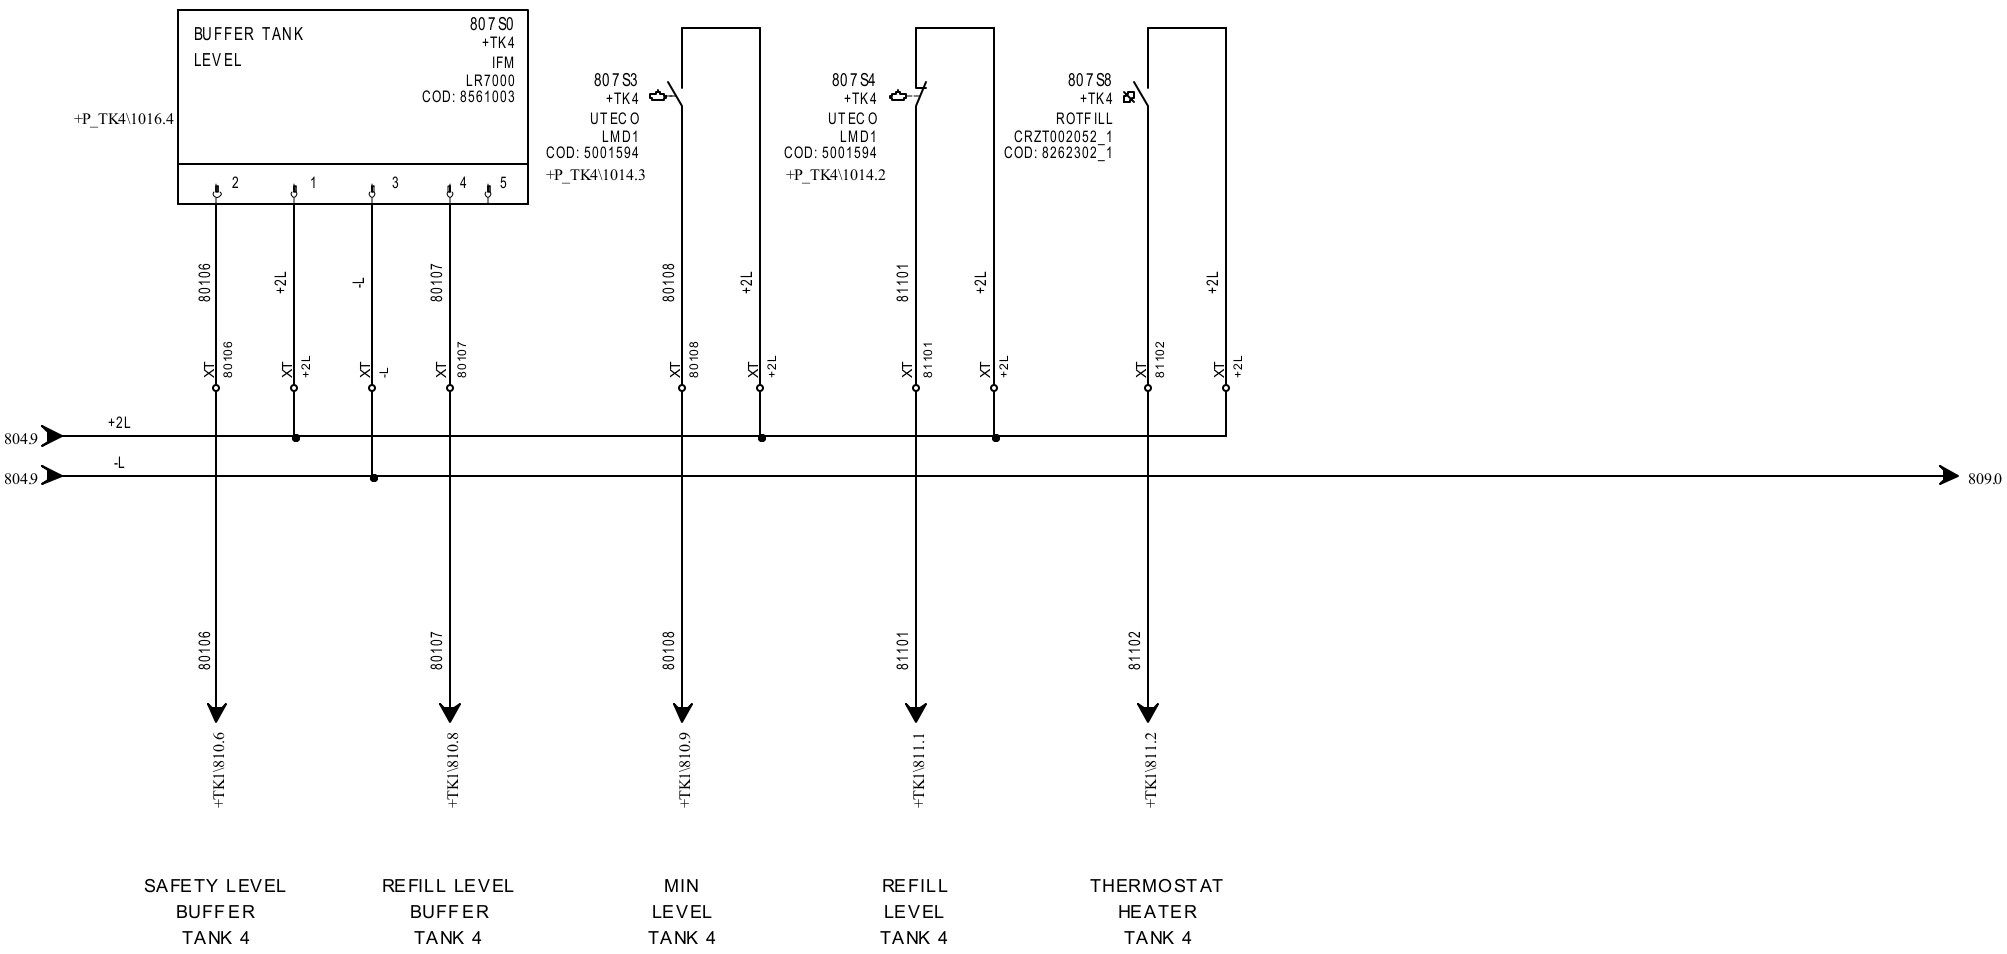 BUFFER TANK
LEVEL
807S0
+TK4
IFM
LR7000
COD: 8561003
+P_TK4\1016.4
2 1 3 4 5
807S3
+TK4
UTECO
LMD1
COD: 5001594
+P_TK4\1014.3
807S4
+TK4
UTECO
LMD1
COD: 5001594
+P_TK4\1014.2
807S8
+TK4
ROTFILL
CRZT002052_1
COD: 8262302_1
80106 +2L -L 80107 80108 +2L 81101 +2L +2L
XT 80106
XT +2L
XT -L
XT 80107
XT 80108
XT +2L
XT 81101
XT +2L
XT 81102
XT +2L
804.9 +2L
804.9 -L 809.0
80106 80107 80108 81101 81102
+TK1\810.6
+TK1\810.8
+TK1\810.9
+TK1\811.1
+TK1\811.2
SAFETY LEVEL
BUFFER
TANK 4
REFILL LEVEL
BUFFER
TANK 4
MIN
LEVEL
TANK 4
REFILL
LEVEL
TANK 4
THERMOSTAT
HEATER
TANK 4